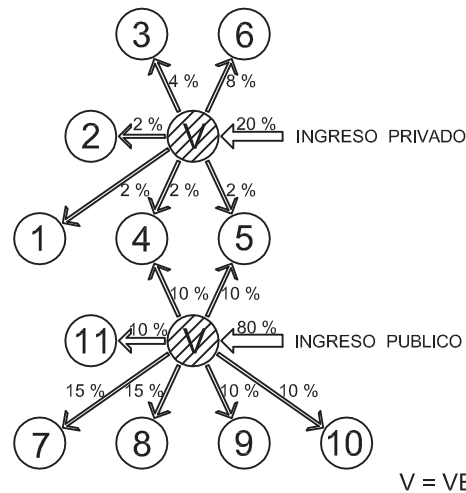 3 6
4 % 8 %
2 2 % V 20 % INGRESO PRIVADO
2 % 2 % 2 %
1 4 5
10 % 10 %
11 10 % V 80 % INGRESO PUBLICO
15 % 15 % 10 % 10 %
7 8 9 10
V = VE